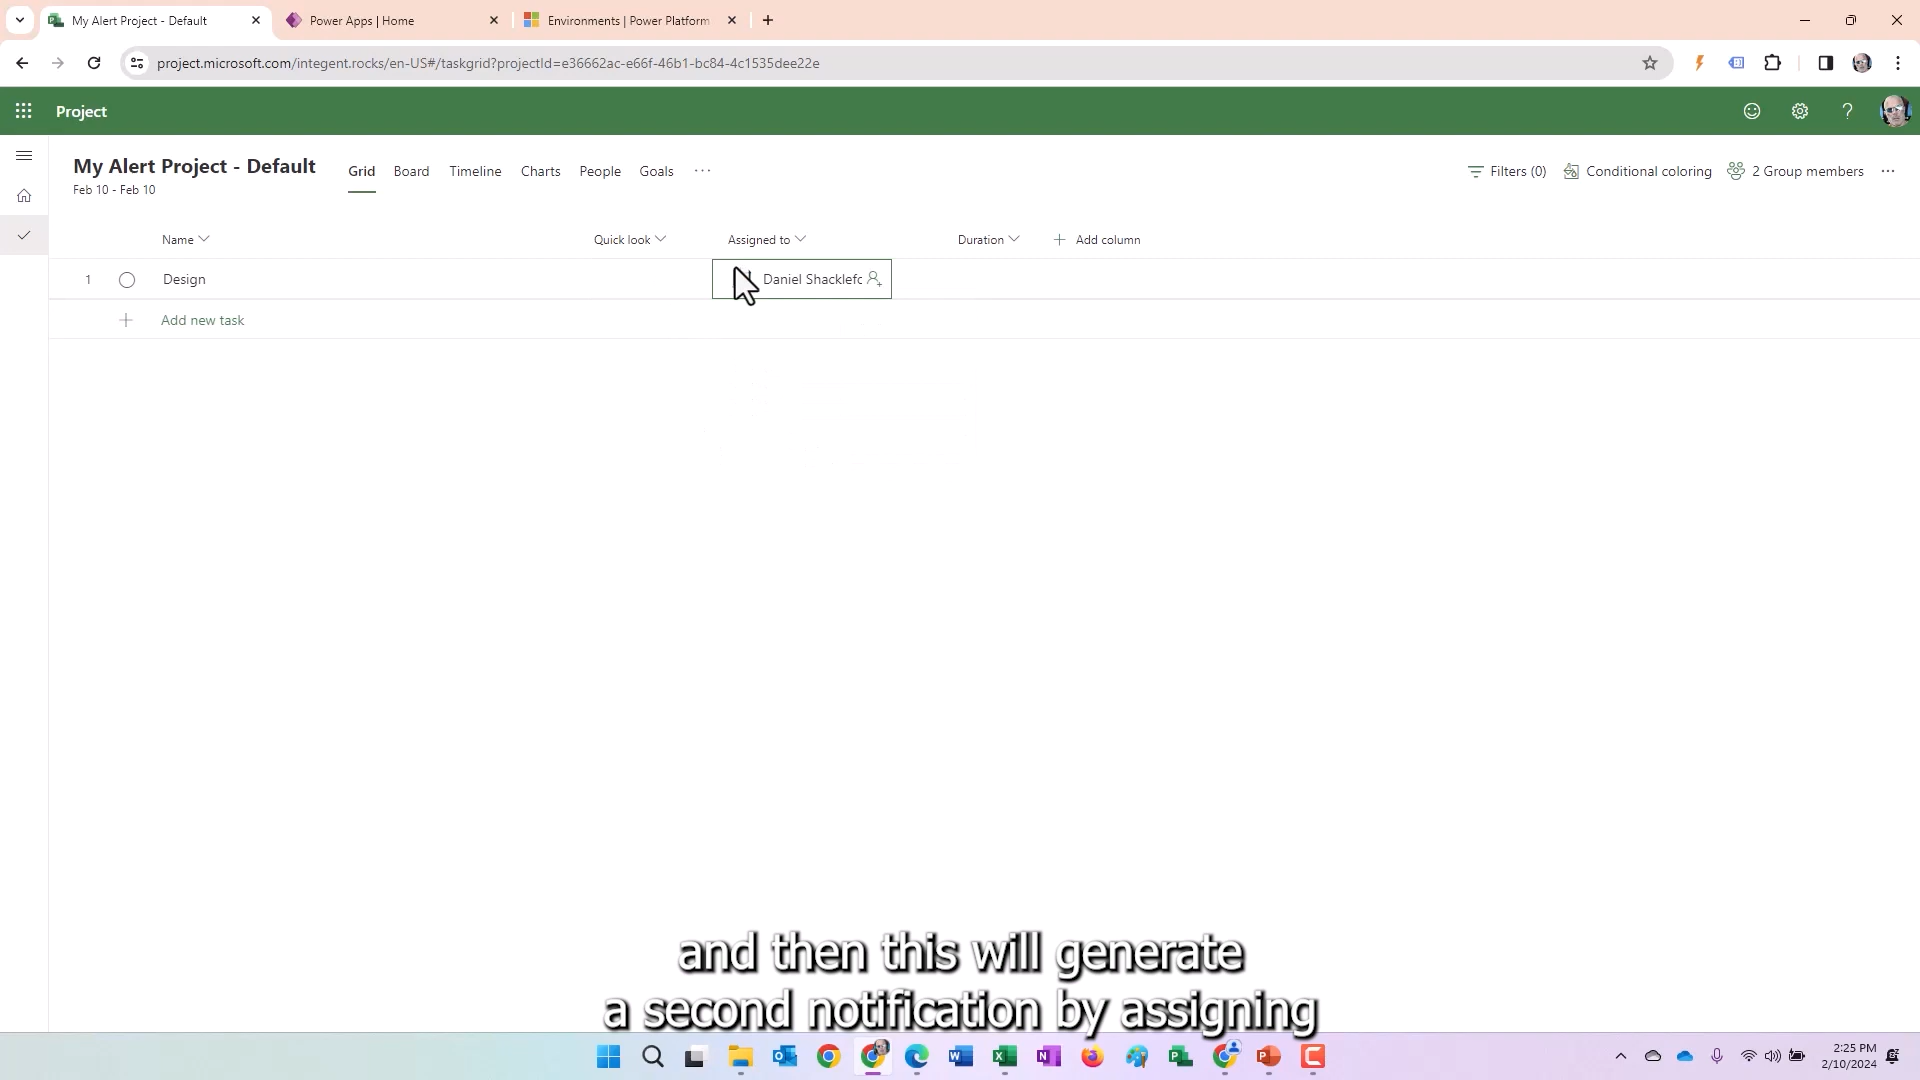 My Alert Project - Default
Power Apps | Home
Environments | Power Platform
project.microsoft.com/integent.rocks/en-US#/taskgrid?projectId=e36662ac-e66f-46b1-bc84-4c1535dee22e
Project
My Alert Project - Default
Grid
Board
Timeline
Charts
People
Goals
Filters (0)
Conditional coloring
2 Group members
Feb 10 - Feb 10
Name
Quick look
Assigned to
Duration
Add column
1
Design
Daniel Shacklefc
Add new task
and then this will generate
a second notification by assigning
2:25 PM
2/10/2024